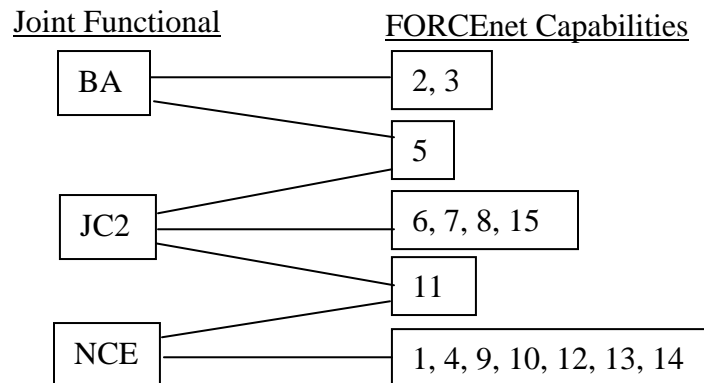 Joint Functional
FORCEnet Capabilities
BA
2, 3
5
JC2
6, 7, 8, 15
11
NCE
1, 4, 9, 10, 12, 13, 14